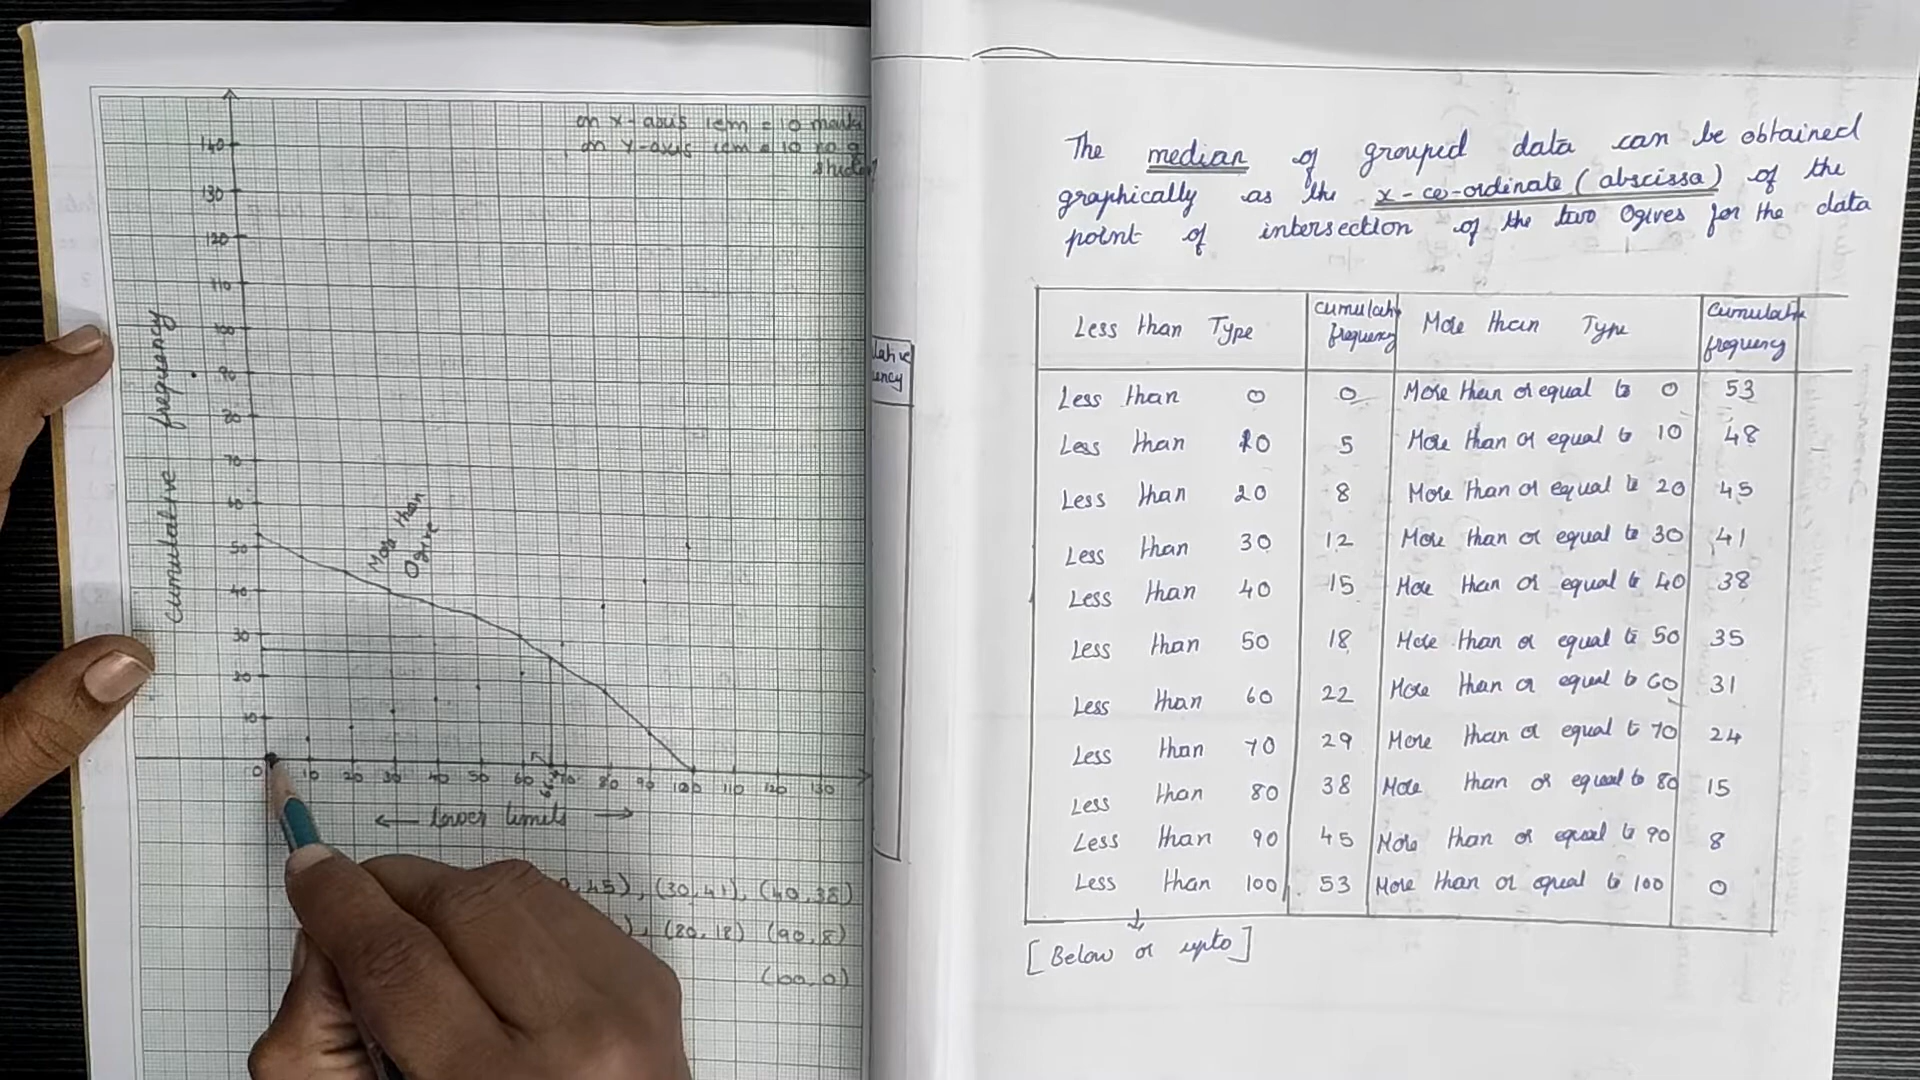 on x-axis 1cm = 10 marks
on Y-axis 1cm = 10 no of
students
140
130
120
110
100
90
80
70
60
50
40
30
20
10
cumulative frequency
More than
Ogive
0 10 20 30 40 50 60 70 80 90 100 110 120 130
← lower limits →
45), (30,41), (40,38)
), (80,18) (90,8)
(100,0)
The median of grouped data can be obtained
graphically as the x-co-ordinate (abscissa) of the
point of intersection of the two Ogives for the data
Less than Type cumulative frequency More than Type cumulative frequency
Less than 0 0 More than or equal to 0 53
Less than 10 5 More than or equal to 10 48
Less than 20 8 More than or equal to 20 45
Less than 30 12 More than or equal to 30 41
Less than 40 15 More than or equal to 40 38
Less than 50 18 More than or equal to 50 35
Less than 60 22 More than or equal to 60 31
Less than 70 29 More than or equal to 70 24
Less than 80 38 More than or equal to 80 15
Less than 90 45 More than or equal to 90 8
Less than 100 53 More than or equal to 100 0
[Below or upto]